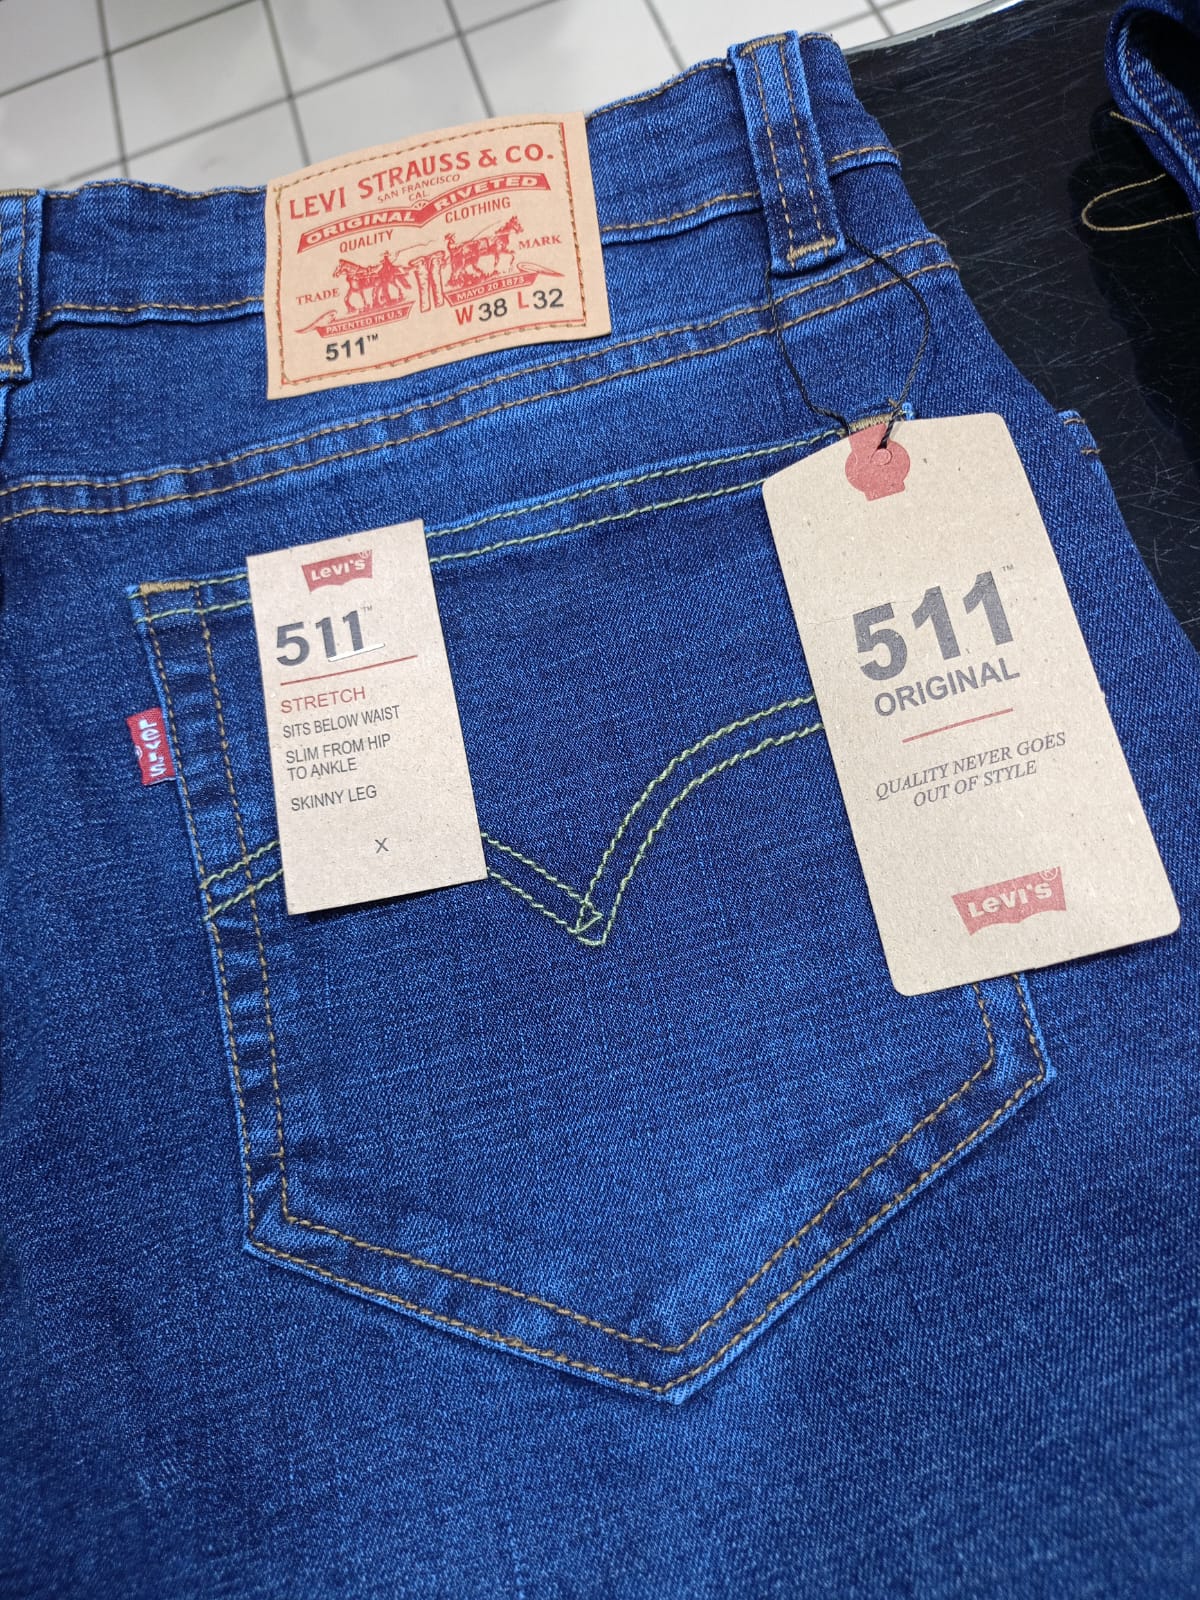 LEVI STRAUSS & CO.
SAN FRANCISCO
CAL
ORIGINAL RIVETED
QUALITY CLOTHING
TRADE MARK
PATENTED IN U.S
MAYO 20 1873
W 38 L 32
511™
Levi's®
511™
STRETCH
SITS BELOW WAIST
SLIM FROM HIP
TO ANKLE
SKINNY LEG
X
Levi's
511™
ORIGINAL
QUALITY NEVER GOES
OUT OF STYLE
Levi's®